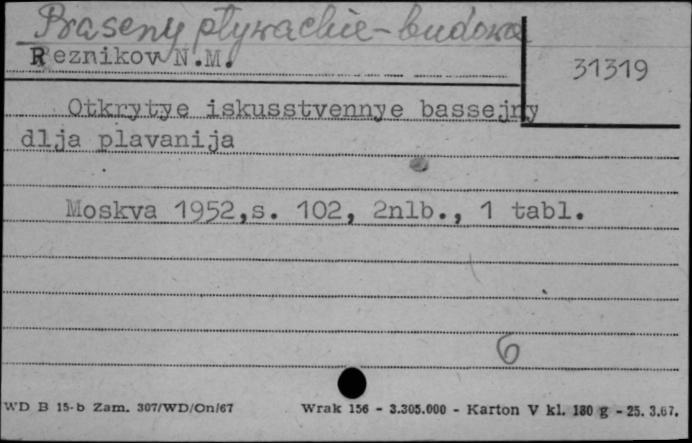 Baseny pływackie - budowa
Reznikov N.M.
31319
Otkrytye iskusstvennye bassejny
dlja plavanija
Moskva 1952,s. 102, 2nlb., 1 tabl.
6
WD B 15-b Zam. 307/WD/On/67 Wrak 156 - 3.305.000 - Karton V kl. 180 g - 25. 3.67.